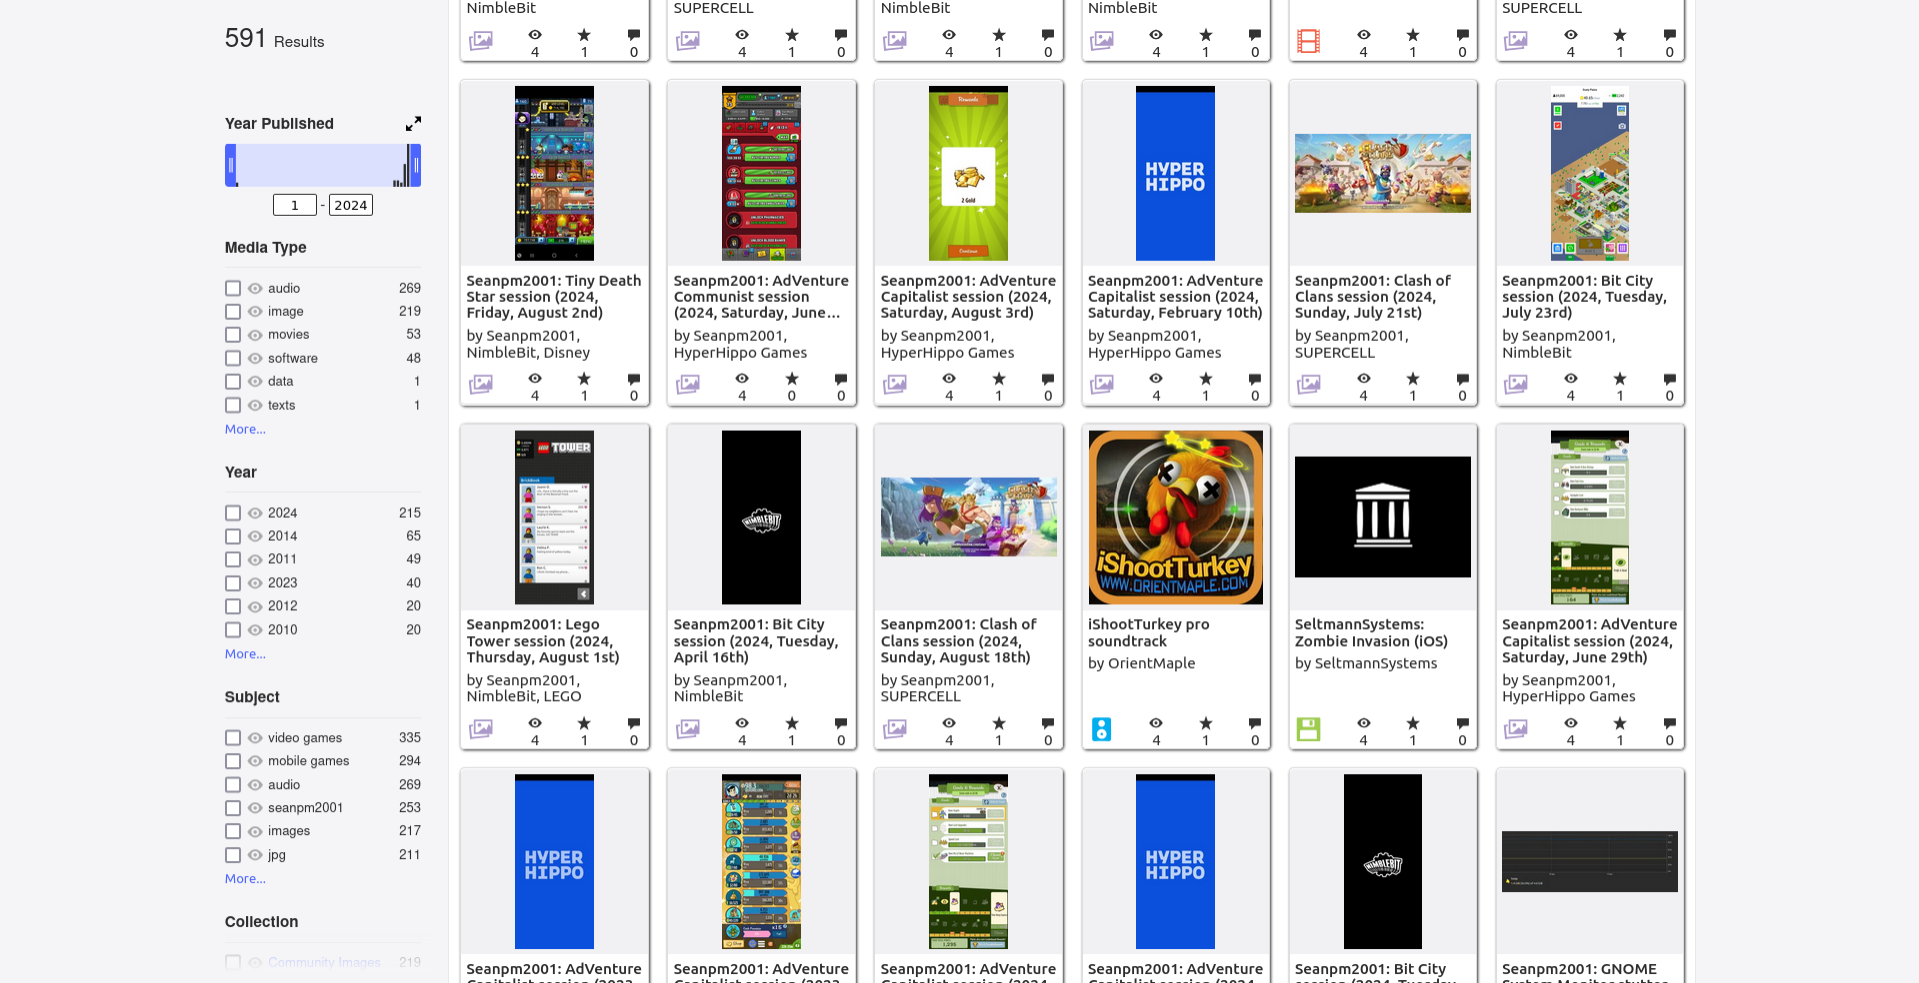 591 Results
Year Published
1 - 2024
Media Type
audio 269
image 219
movies 53
software 48
data 1
texts 1
More...
Year
2024 215
2014 65
2011 49
2023 40
2012 20
2010 20
More...
Subject
video games 335
mobile games 294
audio 269
seanpm2001 253
images 217
jpg 211
More...
Collection
Community Images 219
NimbleBit
4 1 0
SUPERCELL
4 1 0
NimbleBit
4 1 0
NimbleBit
4 1 0
4 1 0
SUPERCELL
4 1 0
Seanpm2001: Tiny Death
Star session (2024,
Friday, August 2nd)
by Seanpm2001,
NimbleBit, Disney
4 1 0
Seanpm2001: AdVenture
Communist session
(2024, Saturday, June...
by Seanpm2001,
HyperHippo Games
4 0 0
Rewards
2 Gold
Continue
Seanpm2001: AdVenture
Capitalist session (2024,
Saturday, August 3rd)
by Seanpm2001,
HyperHippo Games
4 1 0
HYPER
HIPPO
Seanpm2001: AdVenture
Capitalist session (2024,
Saturday, February 10th)
by Seanpm2001,
HyperHippo Games
4 1 0
Seanpm2001: Clash of
Clans session (2024,
Sunday, July 21st)
by Seanpm2001,
SUPERCELL
4 1 0
Seanpm2001: Bit City
session (2024, Tuesday,
July 23rd)
by Seanpm2001,
NimbleBit
4 1 0
LEGO TOWER
Seanpm2001: Lego
Tower session (2024,
Thursday, August 1st)
by Seanpm2001,
NimbleBit, LEGO
4 1 0
NIMBLEBIT
Seanpm2001: Bit City
session (2024, Tuesday,
April 16th)
by Seanpm2001,
NimbleBit
4 1 0
Seanpm2001: Clash of
Clans session (2024,
Sunday, August 18th)
by Seanpm2001,
SUPERCELL
4 1 0
iShootTurkey
WWW.ORIENTMAPLE.COM
iShootTurkey pro
soundtrack
by OrientMaple
4 1 0
SeltmannSystems:
Zombie Invasion (iOS)
by SeltmannSystems
4 1 0
Seanpm2001: AdVenture
Capitalist session (2024,
Saturday, June 29th)
by Seanpm2001,
HyperHippo Games
4 1 0
HYPER
HIPPO
Seanpm2001: AdVenture
Seanpm2001: AdVenture
Seanpm2001: AdVenture
HYPER
HIPPO
Seanpm2001: AdVenture
NIMBLEBIT
Seanpm2001: Bit City
Seanpm2001: GNOME